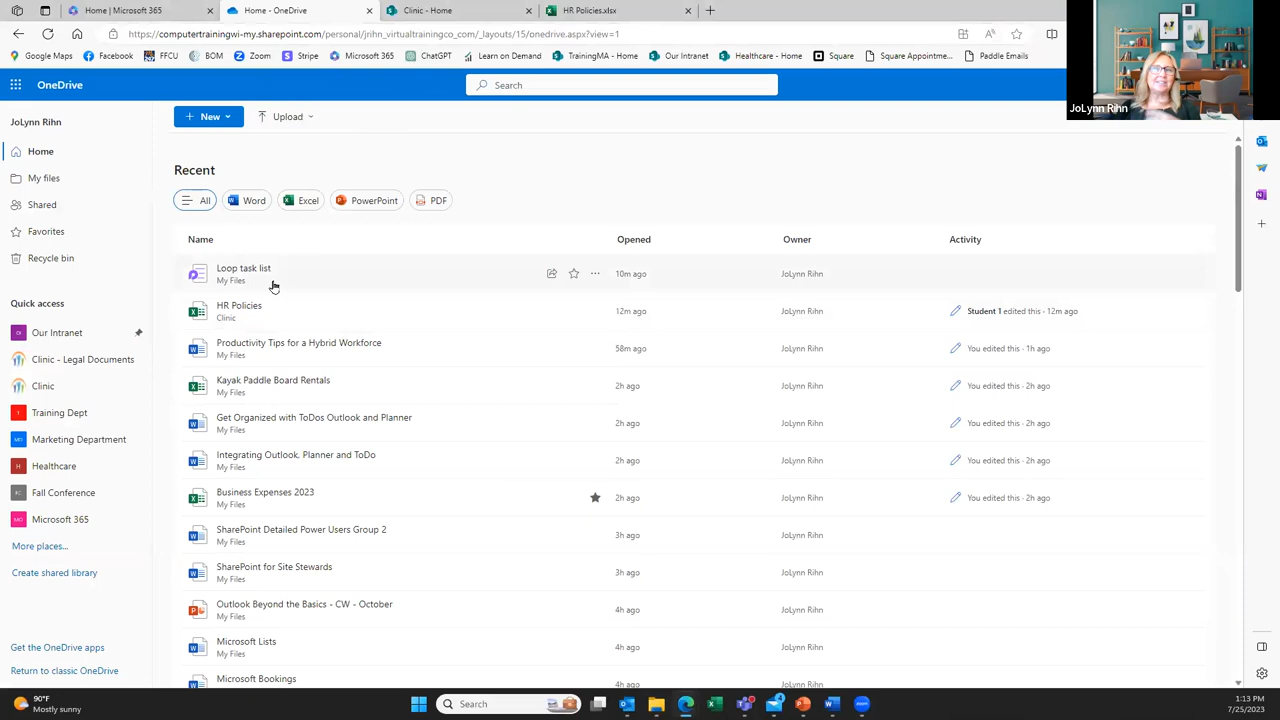 Home | Microsoft 365
Home - OneDrive
Clinic - Home
HR Policies.xlsx
https://computertrainingwi-my.sharepoint.com/personal/jrihn_virtualtrainingco_com/_layouts/15/onedrive.aspx?view=1
Google Maps
Facebook
FFCU
BOM
Zoom
Stripe
Microsoft 365
ChatGPT
Learn on Demand
TrainingMA - Home
Our Intranet
Healthcare - Home
Square
Square Appointme...
Paddle Emails
OneDrive
Search
JoLynn Rihn
JoLynn Rihn
New
Upload
Home
My files
Shared
Favorites
Recycle bin
Quick access
Our Intranet
Clinic - Legal Documents
Clinic
Training Dept
Marketing Department
Healthcare
Fall Conference
Microsoft 365
More places...
Create shared library
Get the OneDrive apps
Return to classic OneDrive
Recent
All
Word
Excel
PowerPoint
PDF
Name Opened Owner Activity
Loop task list 10m ago JoLynn Rihn
My Files
HR Policies 12m ago JoLynn Rihn Student 1 edited this · 12m ago
Clinic
Productivity Tips for a Hybrid Workforce 58m ago JoLynn Rihn You edited this · 1h ago
My Files
Kayak Paddle Board Rentals 2h ago JoLynn Rihn You edited this · 2h ago
My Files
Get Organized with ToDos Outlook and Planner 2h ago JoLynn Rihn You edited this · 2h ago
My Files
Integrating Outlook, Planner and ToDo 2h ago JoLynn Rihn You edited this · 2h ago
My Files
Business Expenses 2023 2h ago JoLynn Rihn You edited this · 2h ago
My Files
SharePoint Detailed Power Users Group 2 3h ago JoLynn Rihn
My Files
SharePoint for Site Stewards 3h ago JoLynn Rihn
My Files
Outlook Beyond the Basics - CW - October 4h ago JoLynn Rihn
My Files
Microsoft Lists 4h ago JoLynn Rihn
My Files
Microsoft Bookings 4h ago JoLynn Rihn
90°F
Mostly sunny
Search
1:13 PM
7/25/2023